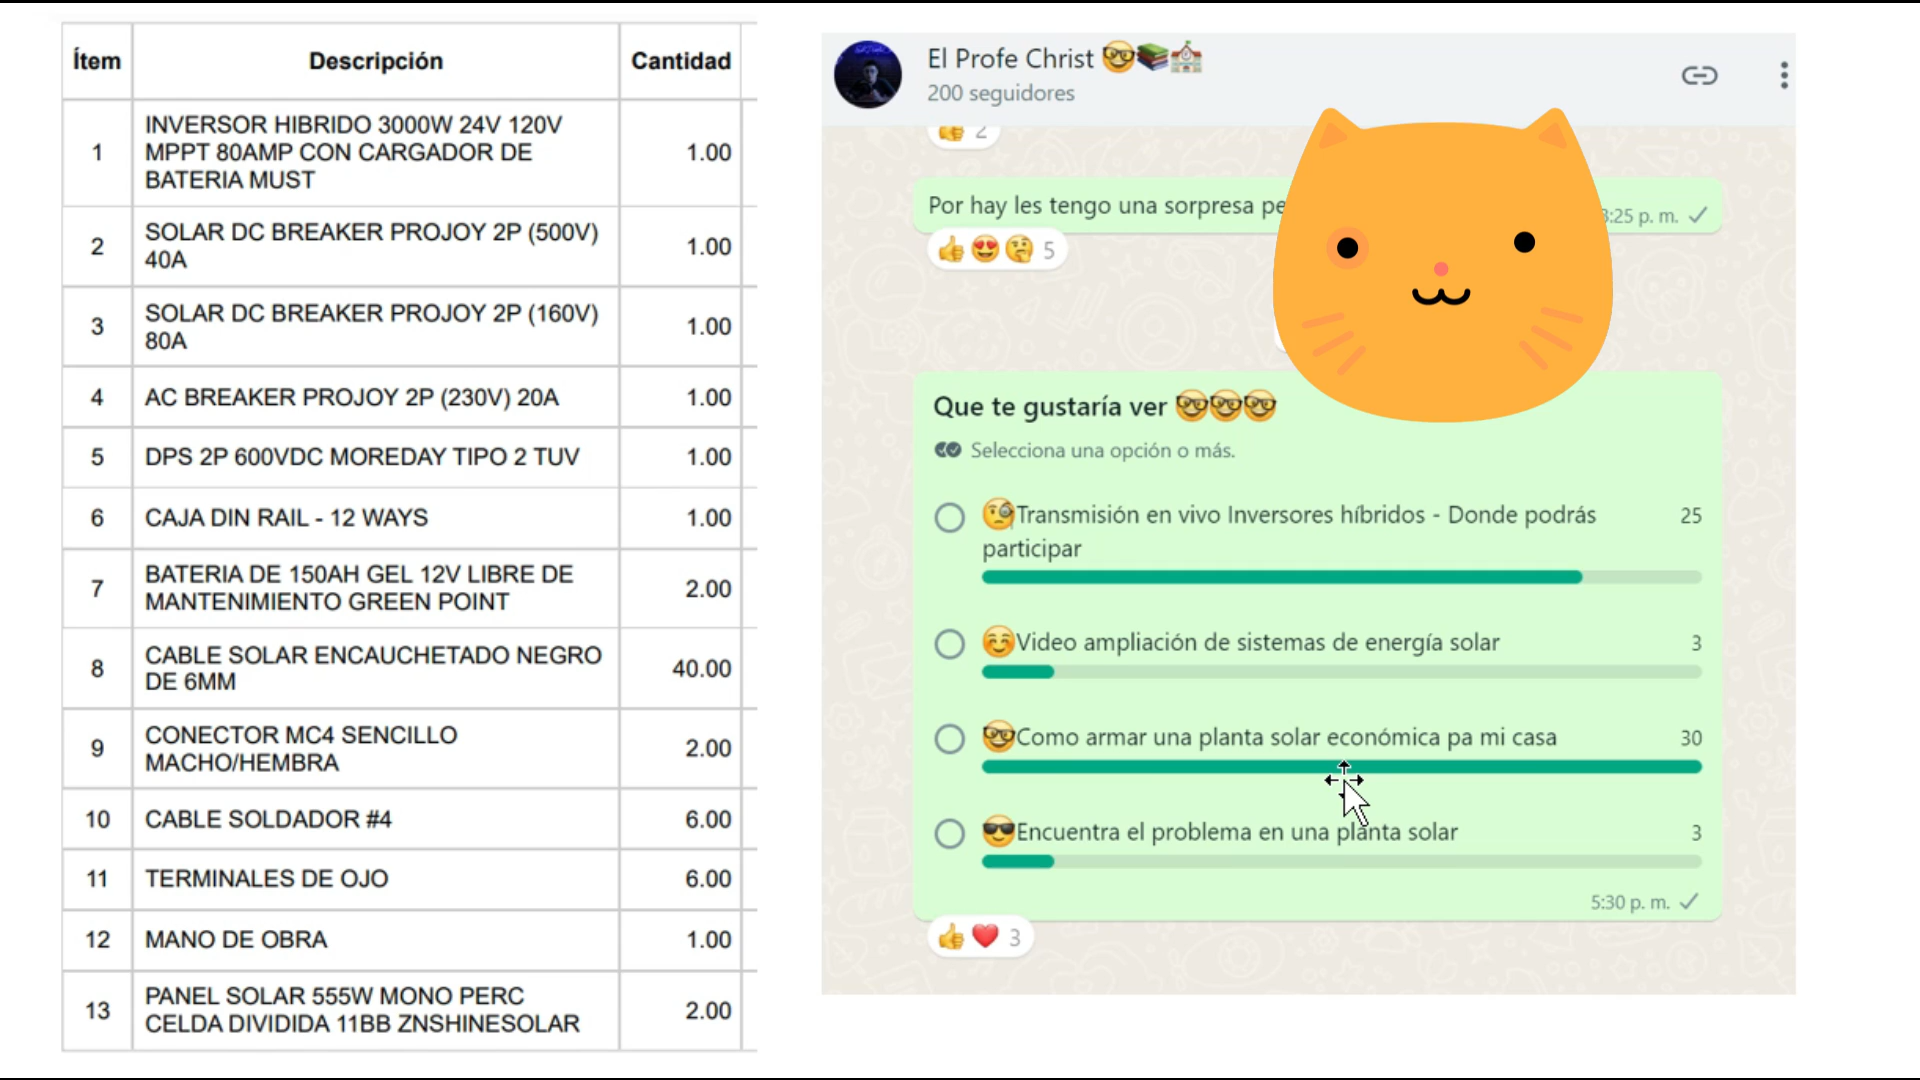 Ítem Descripción Cantidad
1 INVERSOR HIBRIDO 3000W 24V 120V
MPPT 80AMP CON CARGADOR DE
BATERIA MUST 1.00
2 SOLAR DC BREAKER PROJOY 2P (500V)
40A 1.00
3 SOLAR DC BREAKER PROJOY 2P (160V)
80A 1.00
4 AC BREAKER PROJOY 2P (230V) 20A 1.00
5 DPS 2P 600VDC MOREDAY TIPO 2 TUV 1.00
6 CAJA DIN RAIL - 12 WAYS 1.00
7 BATERIA DE 150AH GEL 12V LIBRE DE
MANTENIMIENTO GREEN POINT 2.00
8 CABLE SOLAR ENCAUCHETADO NEGRO
DE 6MM 40.00
9 CONECTOR MC4 SENCILLO
MACHO/HEMBRA 2.00
10 CABLE SOLDADOR #4 6.00
11 TERMINALES DE OJO 6.00
12 MANO DE OBRA 1.00
13 PANEL SOLAR 555W MONO PERC
CELDA DIVIDIDA 11BB ZNSHINESOLAR 2.00
El Profe Christ 🤓📚🏫
200 seguidores
👍 2
Por hay les tengo una sorpresa
:25 p. m.
👍😍🤔 5
Que te gustaría ver 🤓🤓🤓
Selecciona una opción o más.
🧐Transmisión en vivo Inversores híbridos - Donde podrás 25
participar
☺️Video ampliación de sistemas de energía solar 3
🤓Como armar una planta solar económica pa mi casa 30
😎Encuentra el problema en una planta solar 3
5:30 p. m.
👍❤️ 3